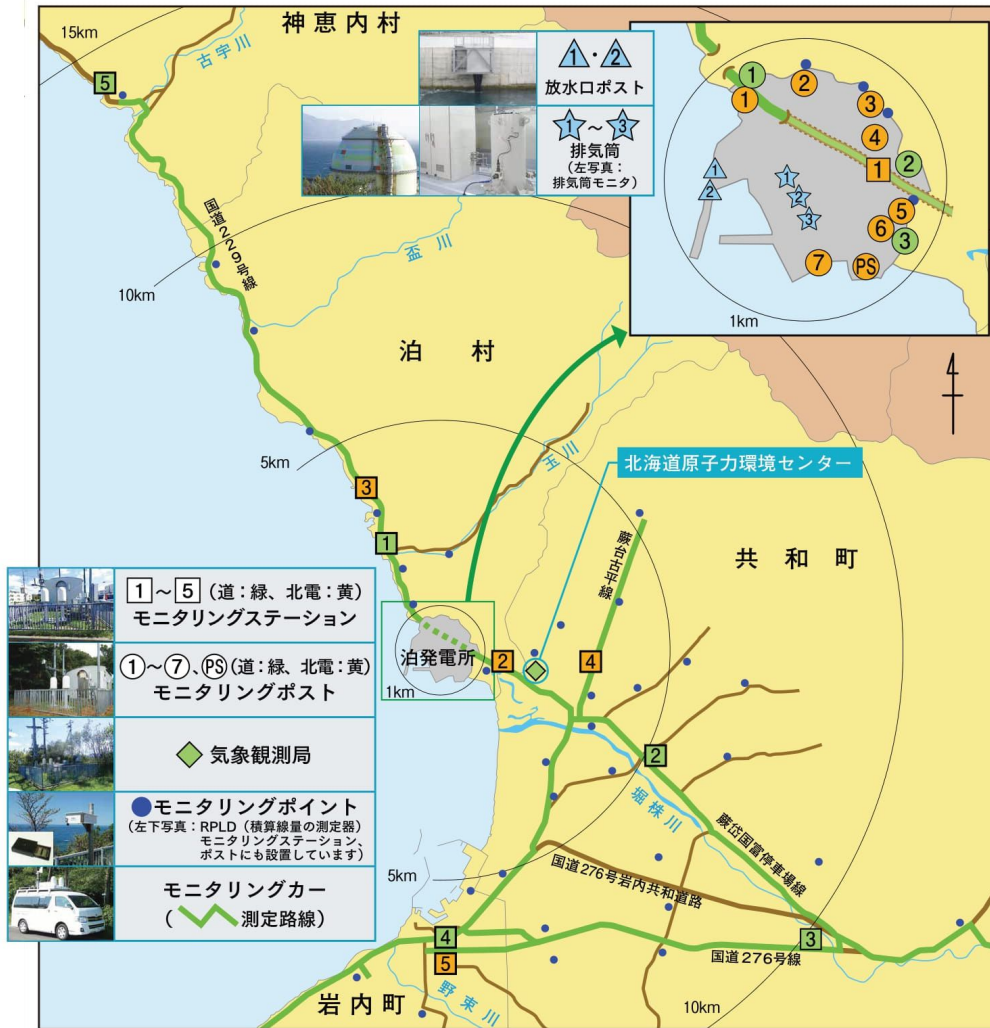 15km
神恵内村
古宇川
5
国道229号線
盃川
10km
1・2
放水口ポスト
1～3
排気筒
(左写真：
排気筒モニタ)
1
1
2
3
4
1
2
1
2
1
2
3
5
6
3
7
PS
1km
4
泊村
5km
玉川
北海道原子力環境センター
3
1
蕨台古平線
共和町
泊発電所
1km
2
4
2
堀株川
蕨岱国富停車場線
1～5(道：緑、北電：黄)
モニタリングステーション
1～7、PS(道：緑、北電：黄)
モニタリングポスト
気象観測局
モニタリングポイント
(左下写真：RPLD（積算線量の測定器）
モニタリングステーション、
ポストにも設置しています)
モニタリングカー
(測定路線)
5km
国道276号岩内共和道路
4
5
3
国道276号線
岩内町
野束川
10km